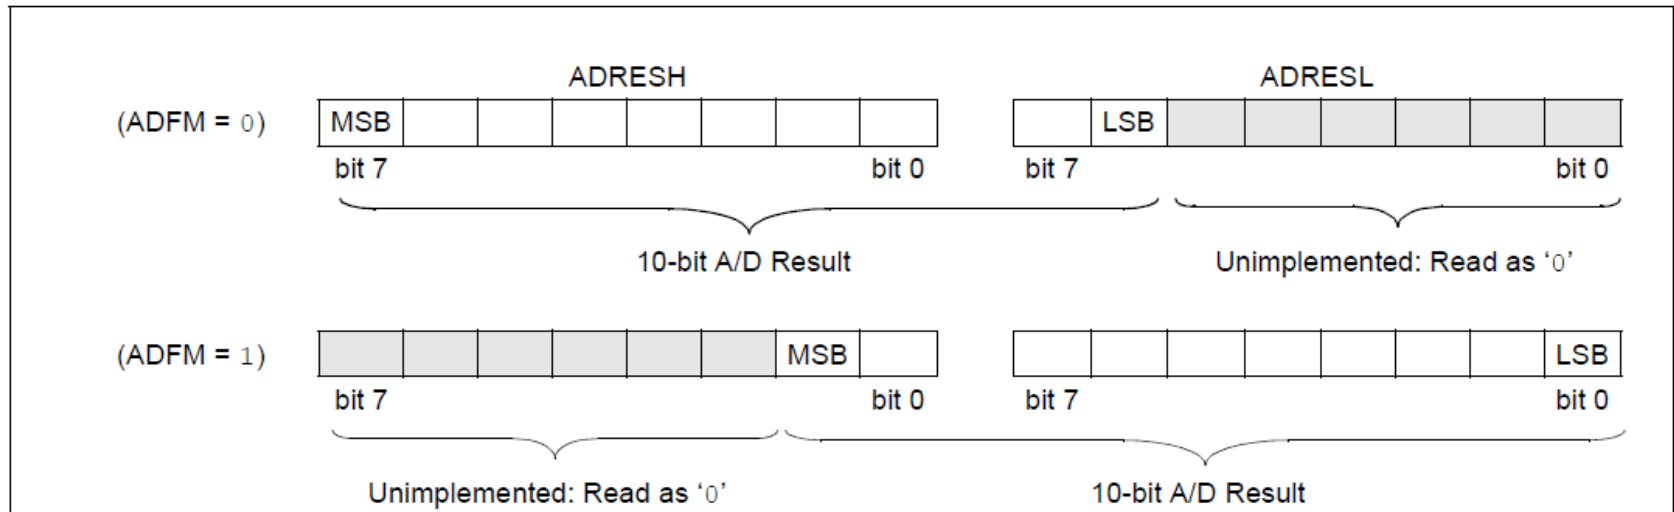 ADRESH ADRESL
(ADFM = 0) MSB LSB
bit 7 bit 0 bit 7 bit 0
10-bit A/D Result Unimplemented: Read as ‘0’
(ADFM = 1) MSB LSB
bit 7 bit 0 bit 7 bit 0
Unimplemented: Read as ‘0’ 10-bit A/D Result